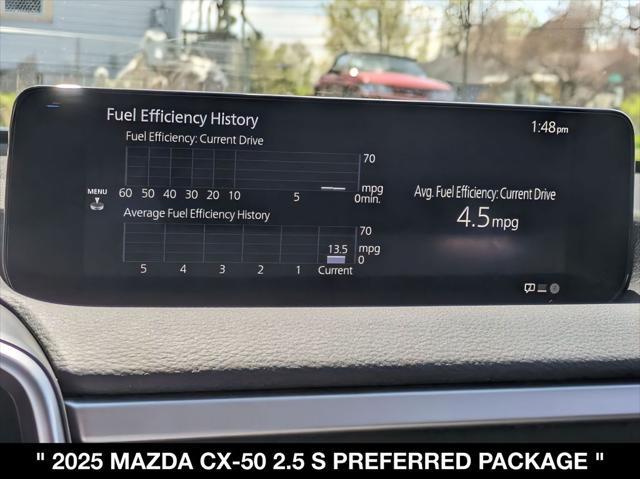 Fuel Efficiency History
1:48pm
Fuel Efficiency: Current Drive
70
mpg
60 50 40 30 20 10 5 0min.
MENU
Avg. Fuel Efficiency: Current Drive
4.5mpg
Average Fuel Efficiency History
70
13.5
mpg
0
5 4 3 2 1 Current
" 2025 MAZDA CX-50 2.5 S PREFERRED PACKAGE "